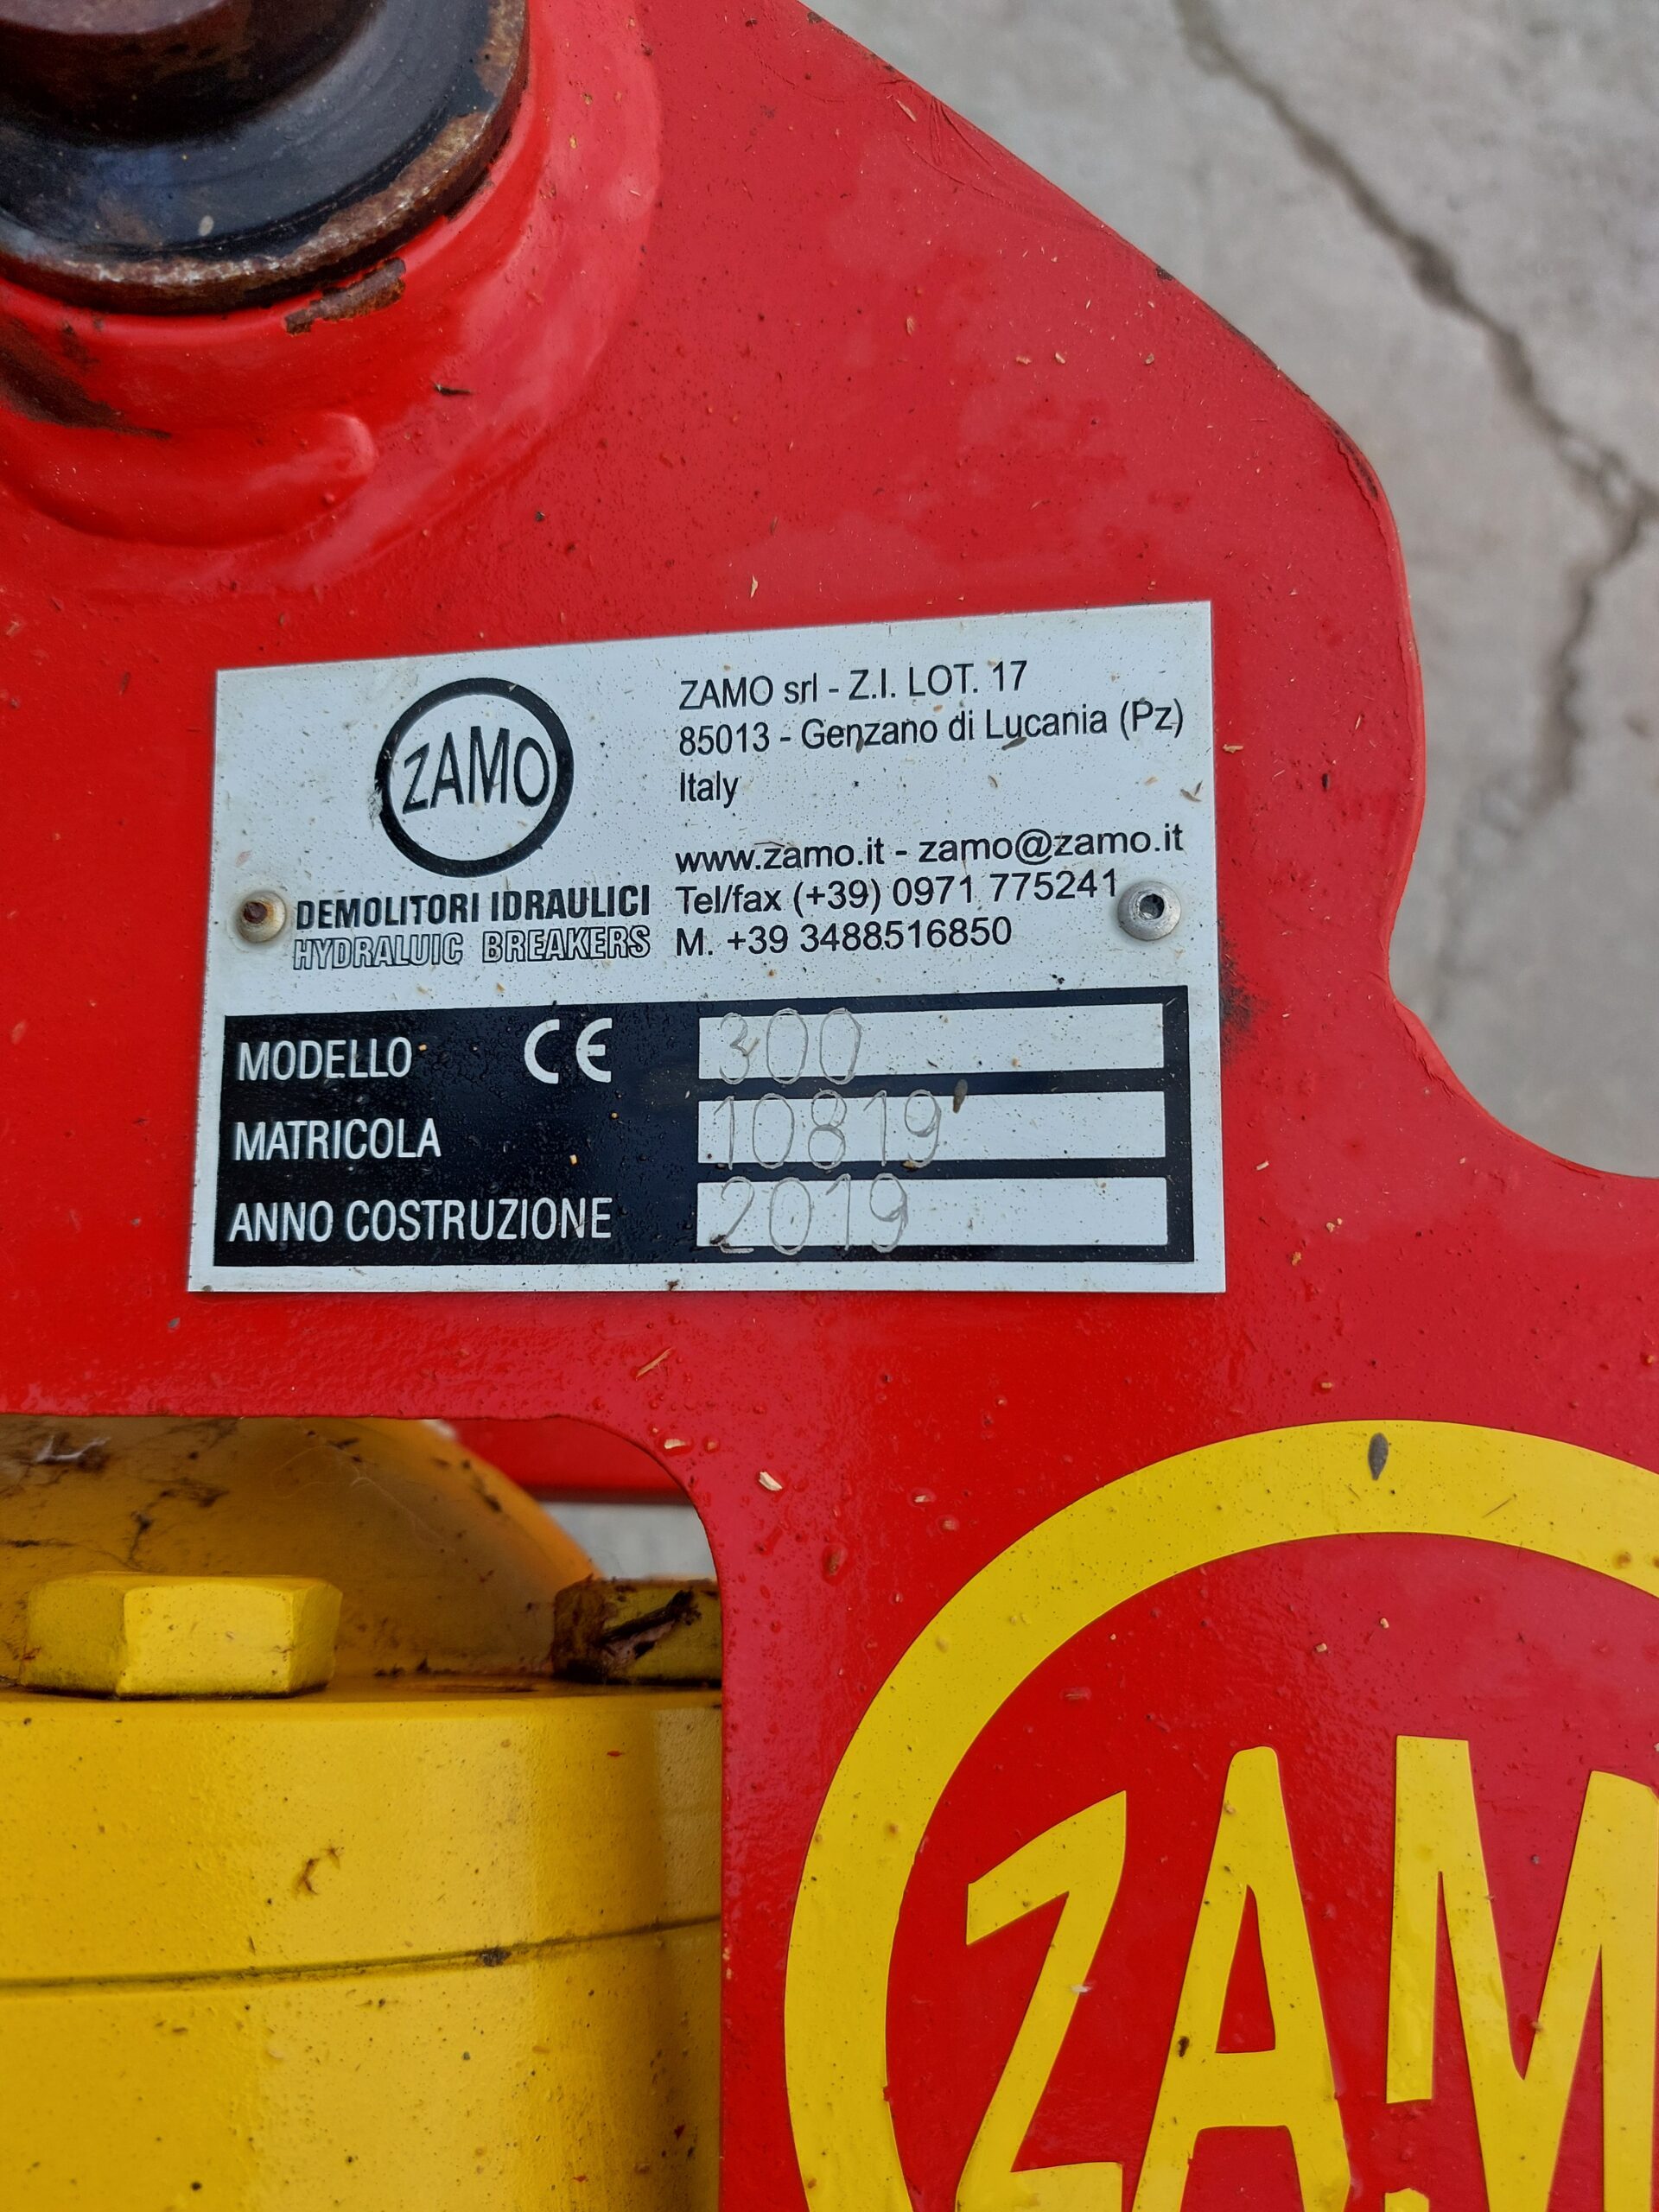 ZAMO
DEMOLITORI IDRAULICI
HYDRALUIC BREAKERS
ZAMO srl - Z.I. LOT. 17
85013 - Genzano di Lucania (Pz)
Italy
www.zamo.it - zamo@zamo.it
Tel/fax (+39) 0971 775241
M. +39 3488516850
MODELLO CE 300
MATRICOLA 10819
ANNO COSTRUZIONE 2019
ZAM